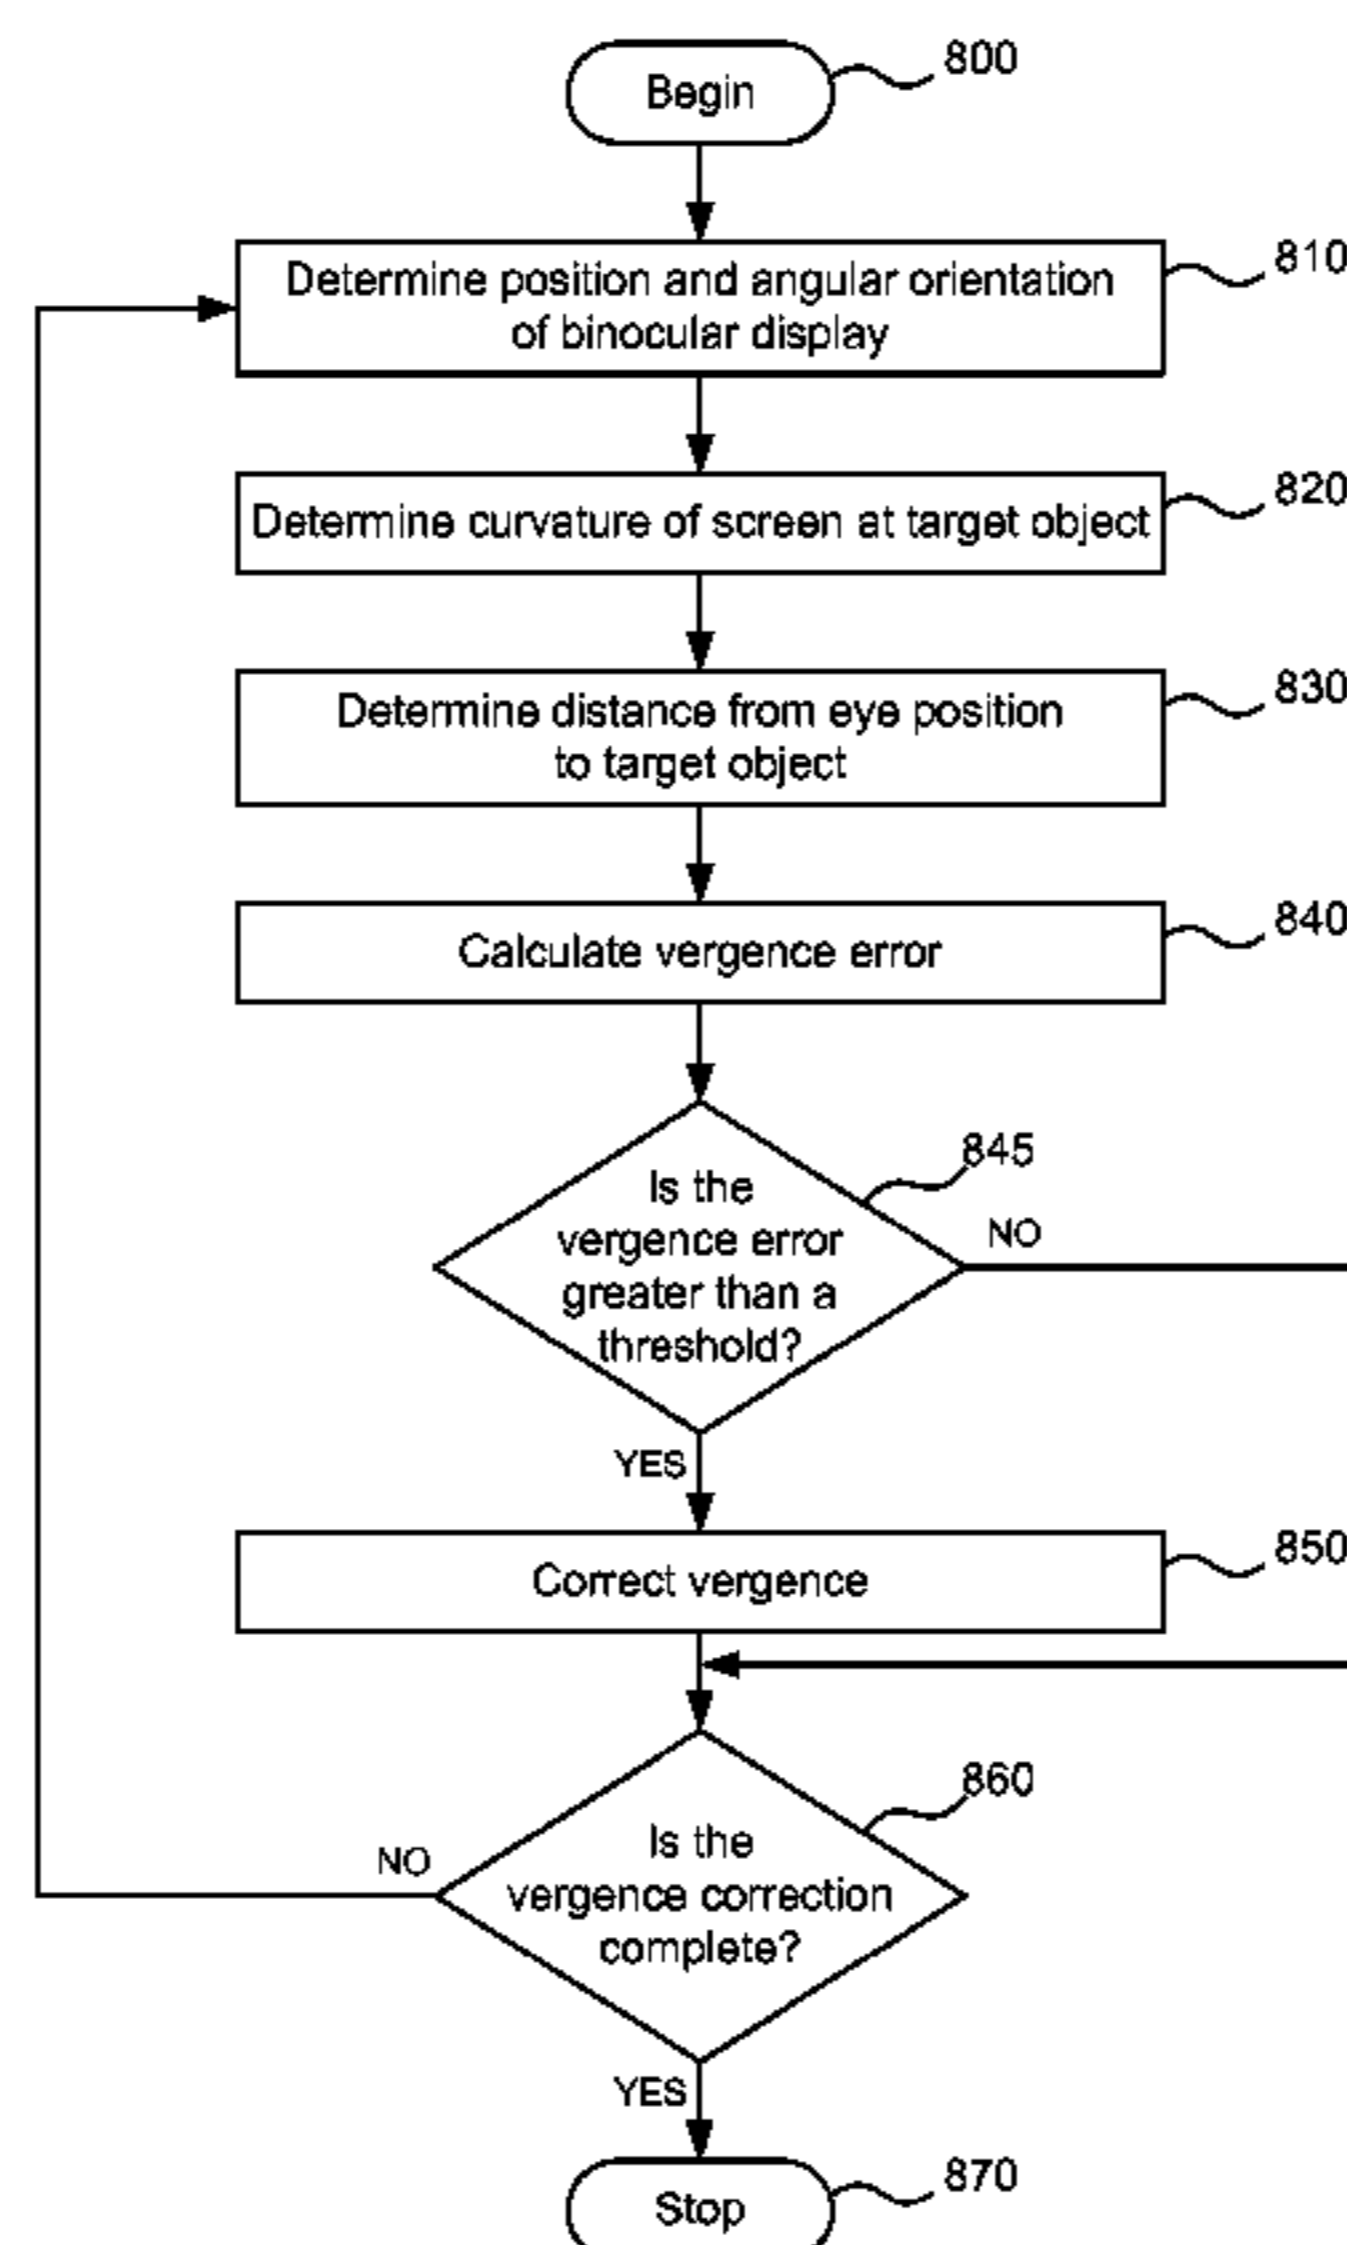 Begin
800
Determine position and angular orientation
of binocular display
810
Determine curvature of screen at target object
820
Determine distance from eye position
to target object
830
Calculate vergence error
840
Is the
vergence error
greater than a
threshold?
845
NO
YES
Correct vergence
850
Is the
vergence correction
complete?
860
NO
YES
Stop
870